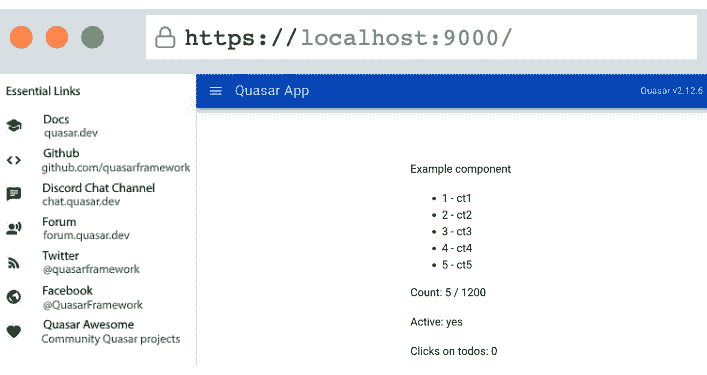 https://localhost:9000/
Essential Links
Docs
quasar.dev
Github
github.com/quasarframework
Discord Chat Channel
chat.quasar.dev
Forum
forum.quasar.dev
Twitter
@quasarframework
Facebook
@QuasarFramework
Quasar Awesome
Community Quasar projects
Quasar App
Quasar v2.12.6
Example component
1 - ct1
2 - ct2
3 - ct3
4 - ct4
5 - ct5
Count: 5 / 1200
Active: yes
Clicks on todos: 0